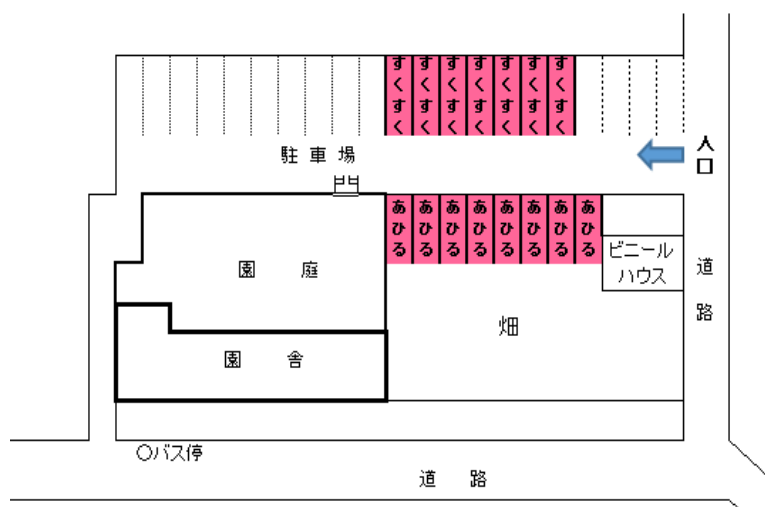 すくすく すくすく すくすく すくすく すくすく すくすく すくすく
駐車場
入口
門
あひる あひる あひる あひる あひる あひる あひる あひる
園庭
ビニール
ハウス
道路
畑
園舎
〇バス停
道路